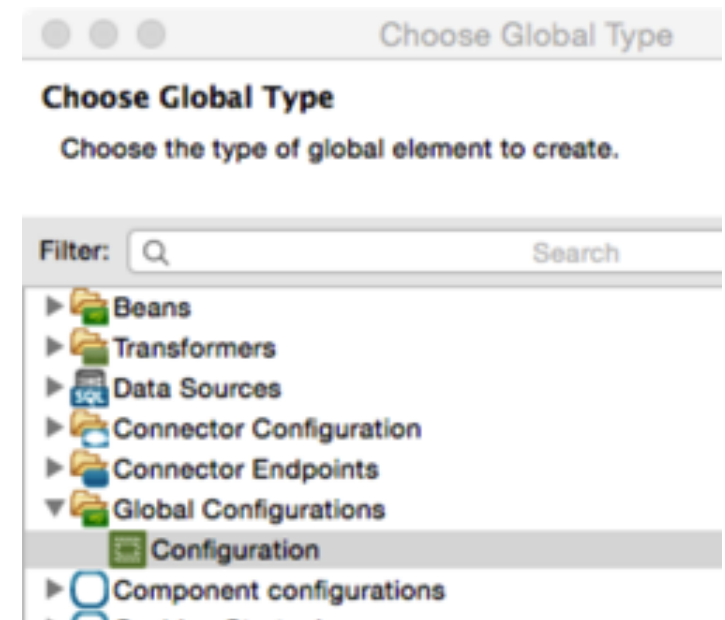 Choose Global Type
Choose Global Type
Choose the type of global element to create.
Filter: Search
Beans
Transformers
SQL Data Sources
Connector Configuration
Connector Endpoints
Global Configurations
Configuration
Component configurations